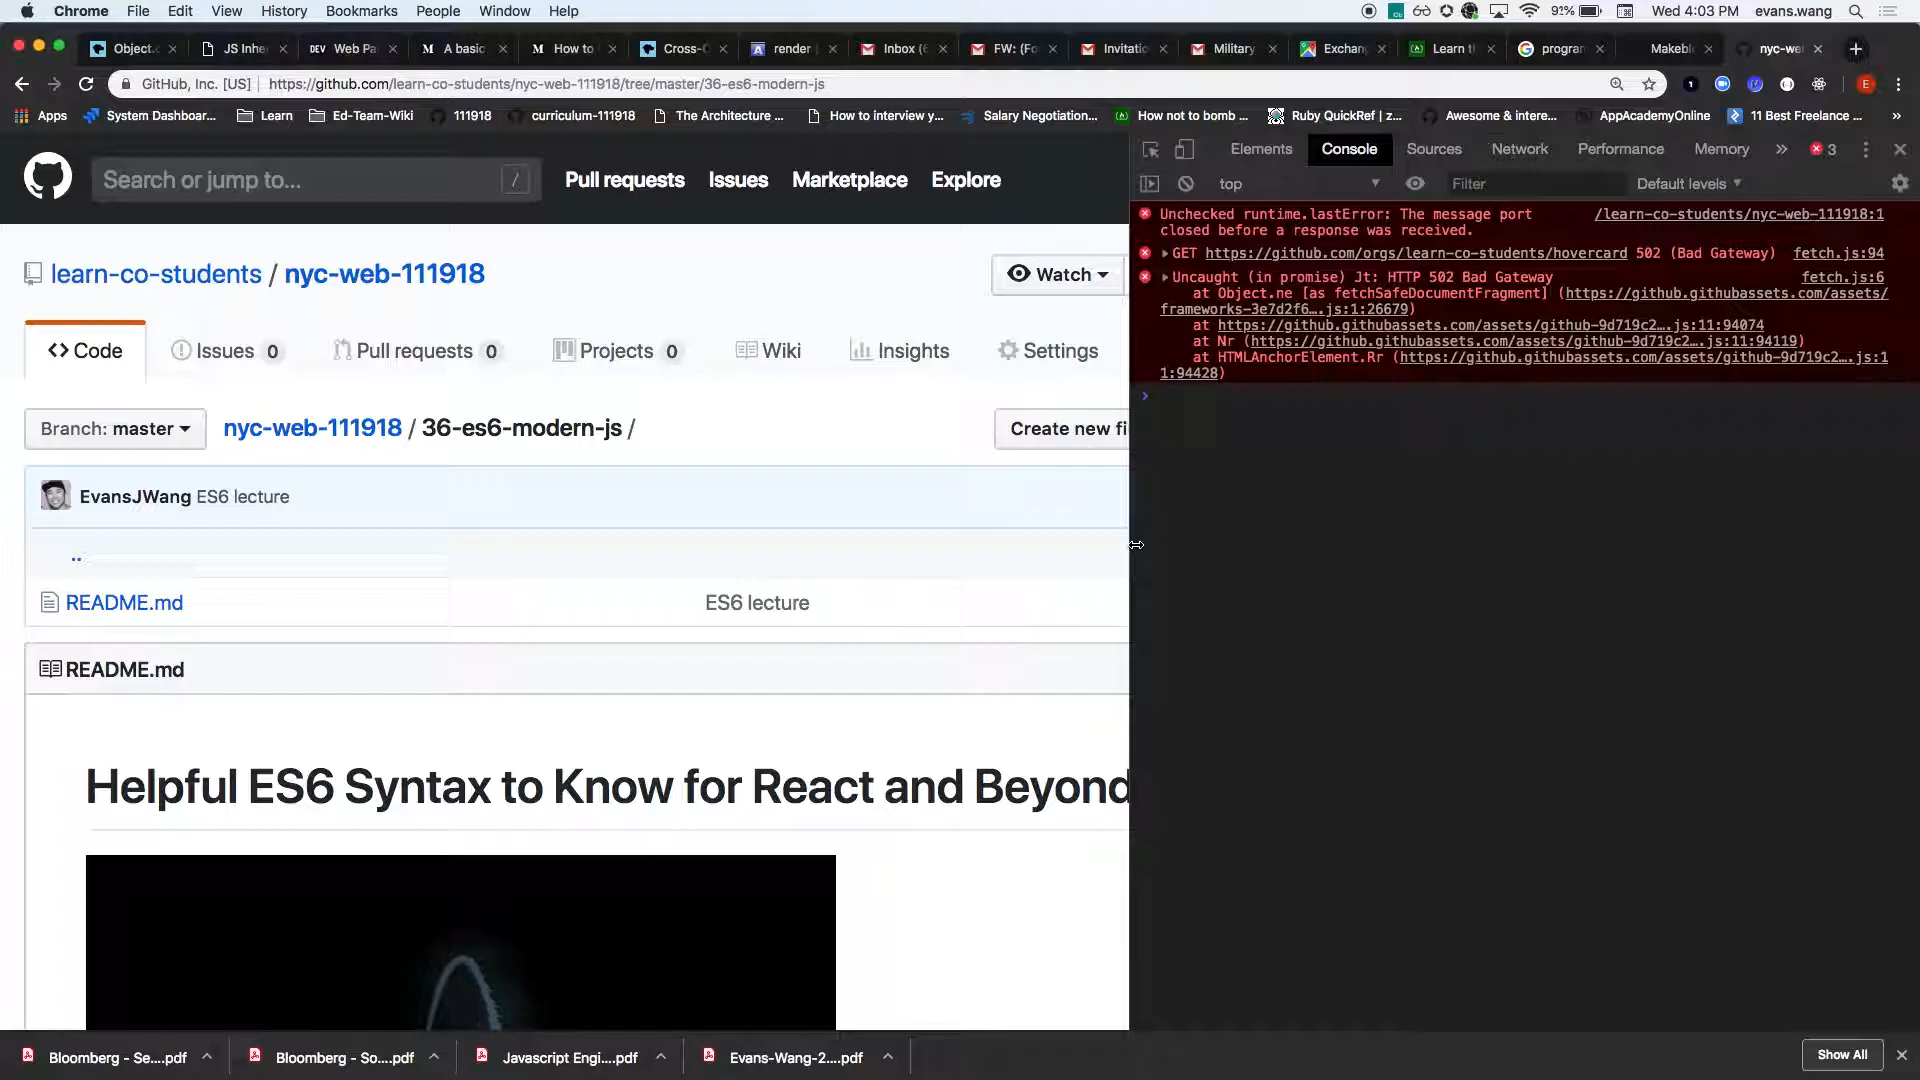 Chrome File Edit View History Bookmarks People Window Help 91% Wed 4:03 PM evans.wang
Object. JS Inhe DEV Web Pa M A basic M How to Cross- render Inbox (6 FW: (Fo Invitatio Military Exchan Learn t program Makebl nyc-we
GitHub, Inc. [US] https://github.com/learn-co-students/nyc-web-111918/tree/master/36-es6-modern-js E
Apps System Dashboar... Learn Ed-Team-Wiki 111918 curriculum-111918 The Architecture ... How to interview y... Salary Negotiation... How not to bomb ... Ruby QuickRef | z... Awesome & intere... AppAcademyOnline 11 Best Freelance ... »
Search or jump to... / Pull requests Issues Marketplace Explore
learn-co-students / nyc-web-111918 Watch
Code Issues 0 Pull requests 0 Projects 0 Wiki Insights Settings
Branch: master nyc-web-111918 / 36-es6-modern-js / Create new fi
EvansJWang ES6 lecture
..
README.md ES6 lecture
README.md
Helpful ES6 Syntax to Know for React and Beyond
Elements Console Sources Network Performance Memory » 3
top Filter Default levels
Unchecked runtime.lastError: The message port /learn-co-students/nyc-web-111918:1
closed before a response was received.
GET https://github.com/orgs/learn-co-students/hovercard 502 (Bad Gateway) fetch.js:94
Uncaught (in promise) Jt: HTTP 502 Bad Gateway fetch.js:6
at Object.ne [as fetchSafeDocumentFragment] (https://github.githubassets.com/assets/
frameworks-3e7d2f6….js:1:26679)
at https://github.githubassets.com/assets/github-9d719c2….js:11:94074
at Nr (https://github.githubassets.com/assets/github-9d719c2….js:11:94119)
at HTMLAnchorElement.Rr (https://github.githubassets.com/assets/github-9d719c2….js:1
1:94428)
Bloomberg - Se....pdf Bloomberg - So....pdf Javascript Engi....pdf Evans-Wang-2....pdf Show All